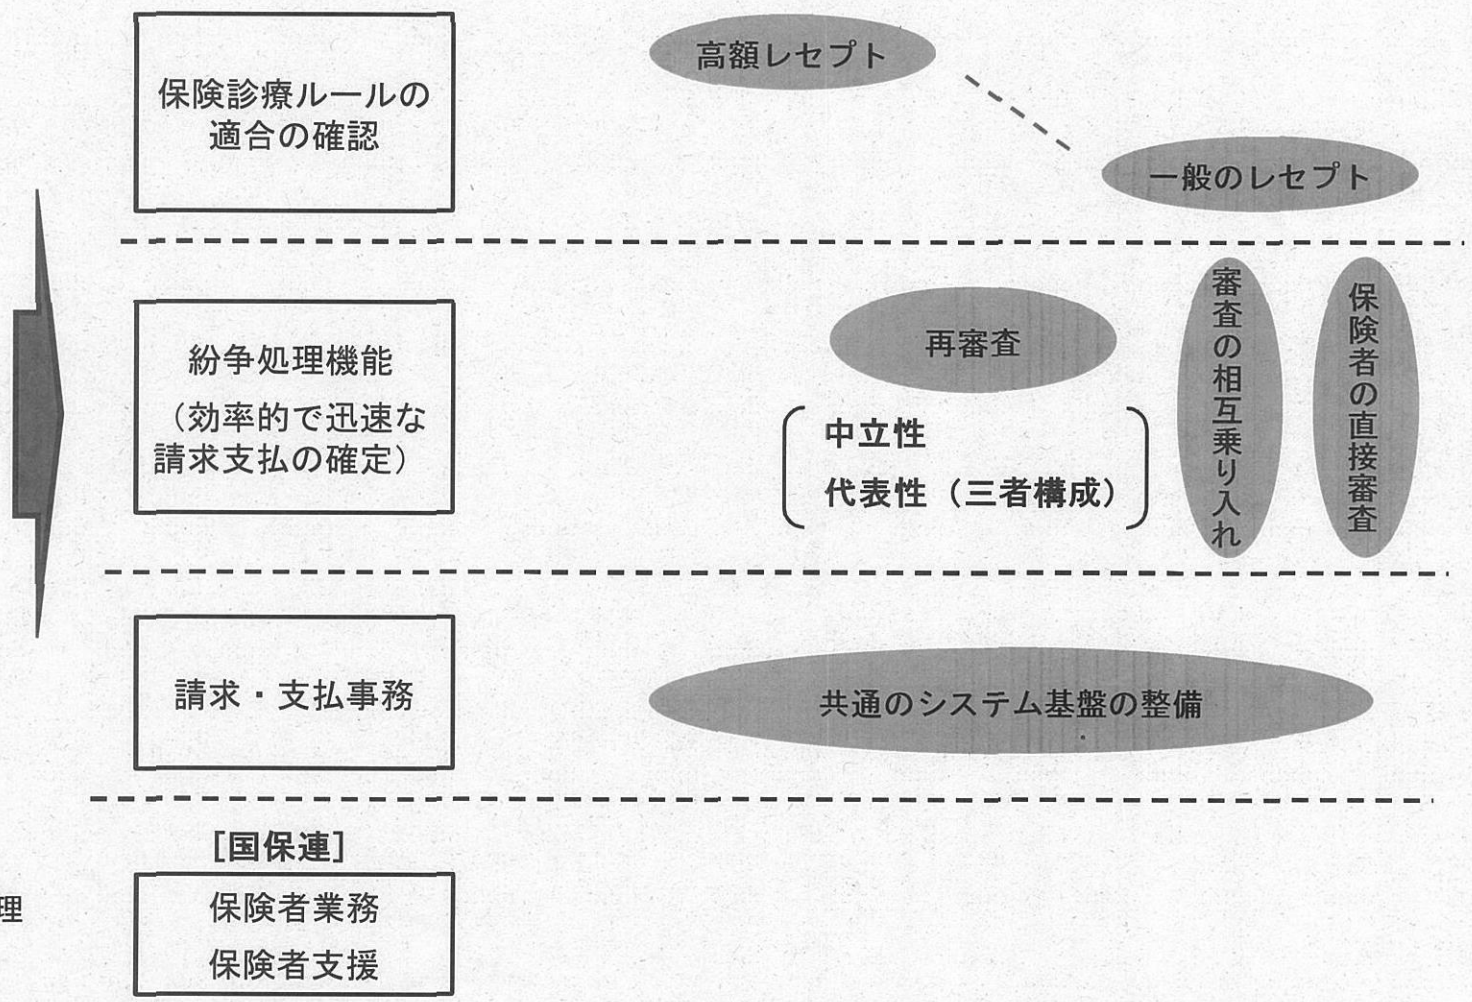 保険診療ルールの
適合の確認
高額レセプト
一般のレセプト
紛争処理機能
（効率的で迅速な
請求支払の確定）
再審査
中立性
代表性（三者構成）
審査の相互乗り入れ
保険者の直接審査
請求・支払事務
共通のシステム基盤の整備
[国保連]
理
保険者業務
保険者支援